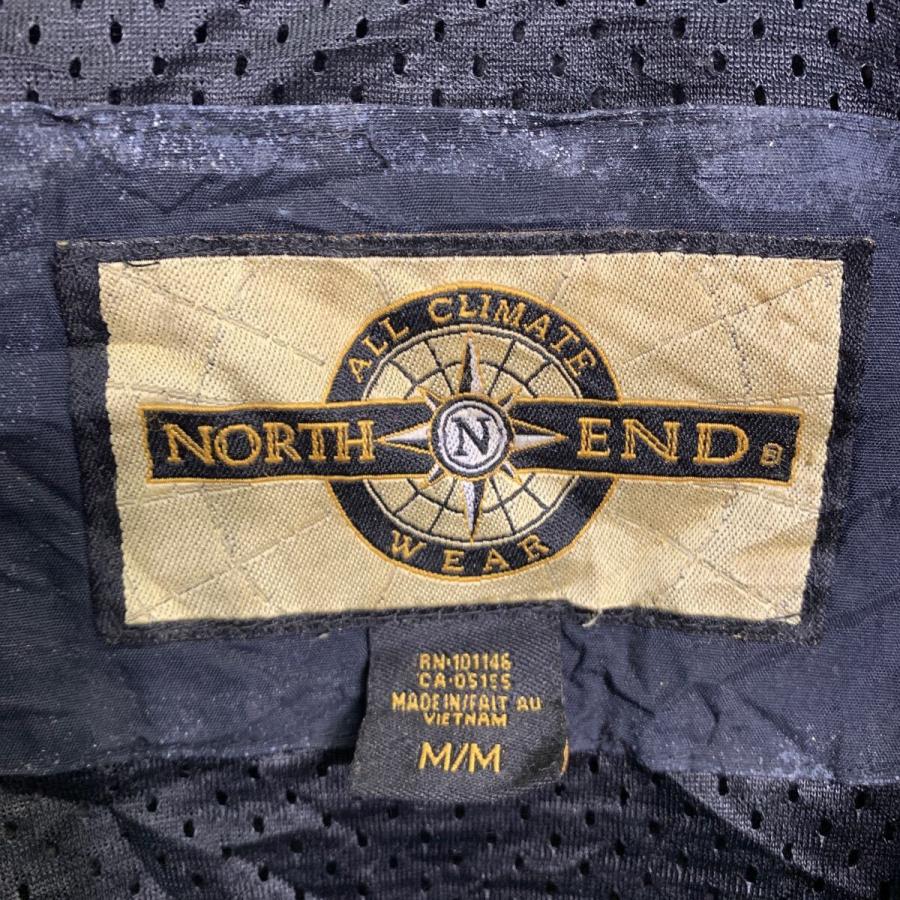 ALL CLIMATE
NORTH N END ®
WEAR
RN·101146
CA·05155
MADE IN/FAIT AU
VIETNAM
M/M